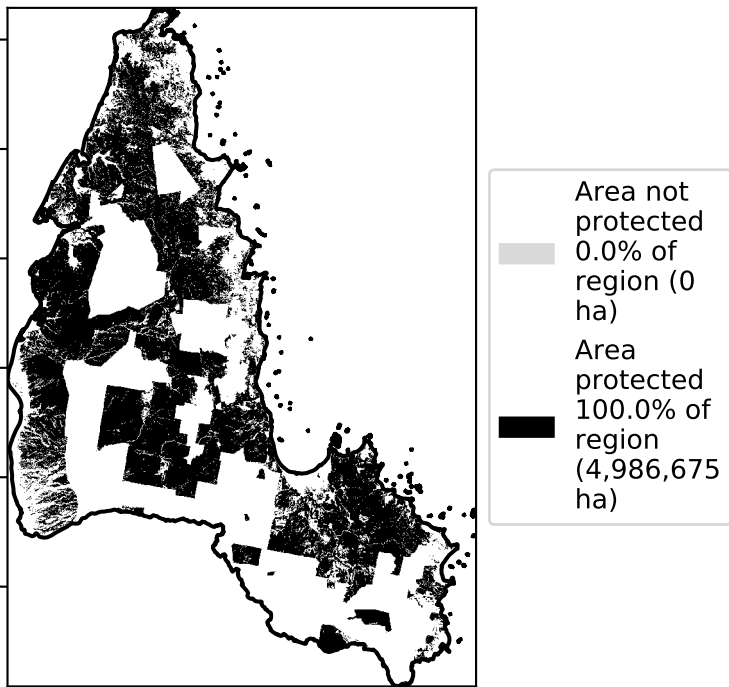 Area not
protected
0.0% of
region (0
ha)
Area
protected
100.0% of
region
(4,986,675
ha)